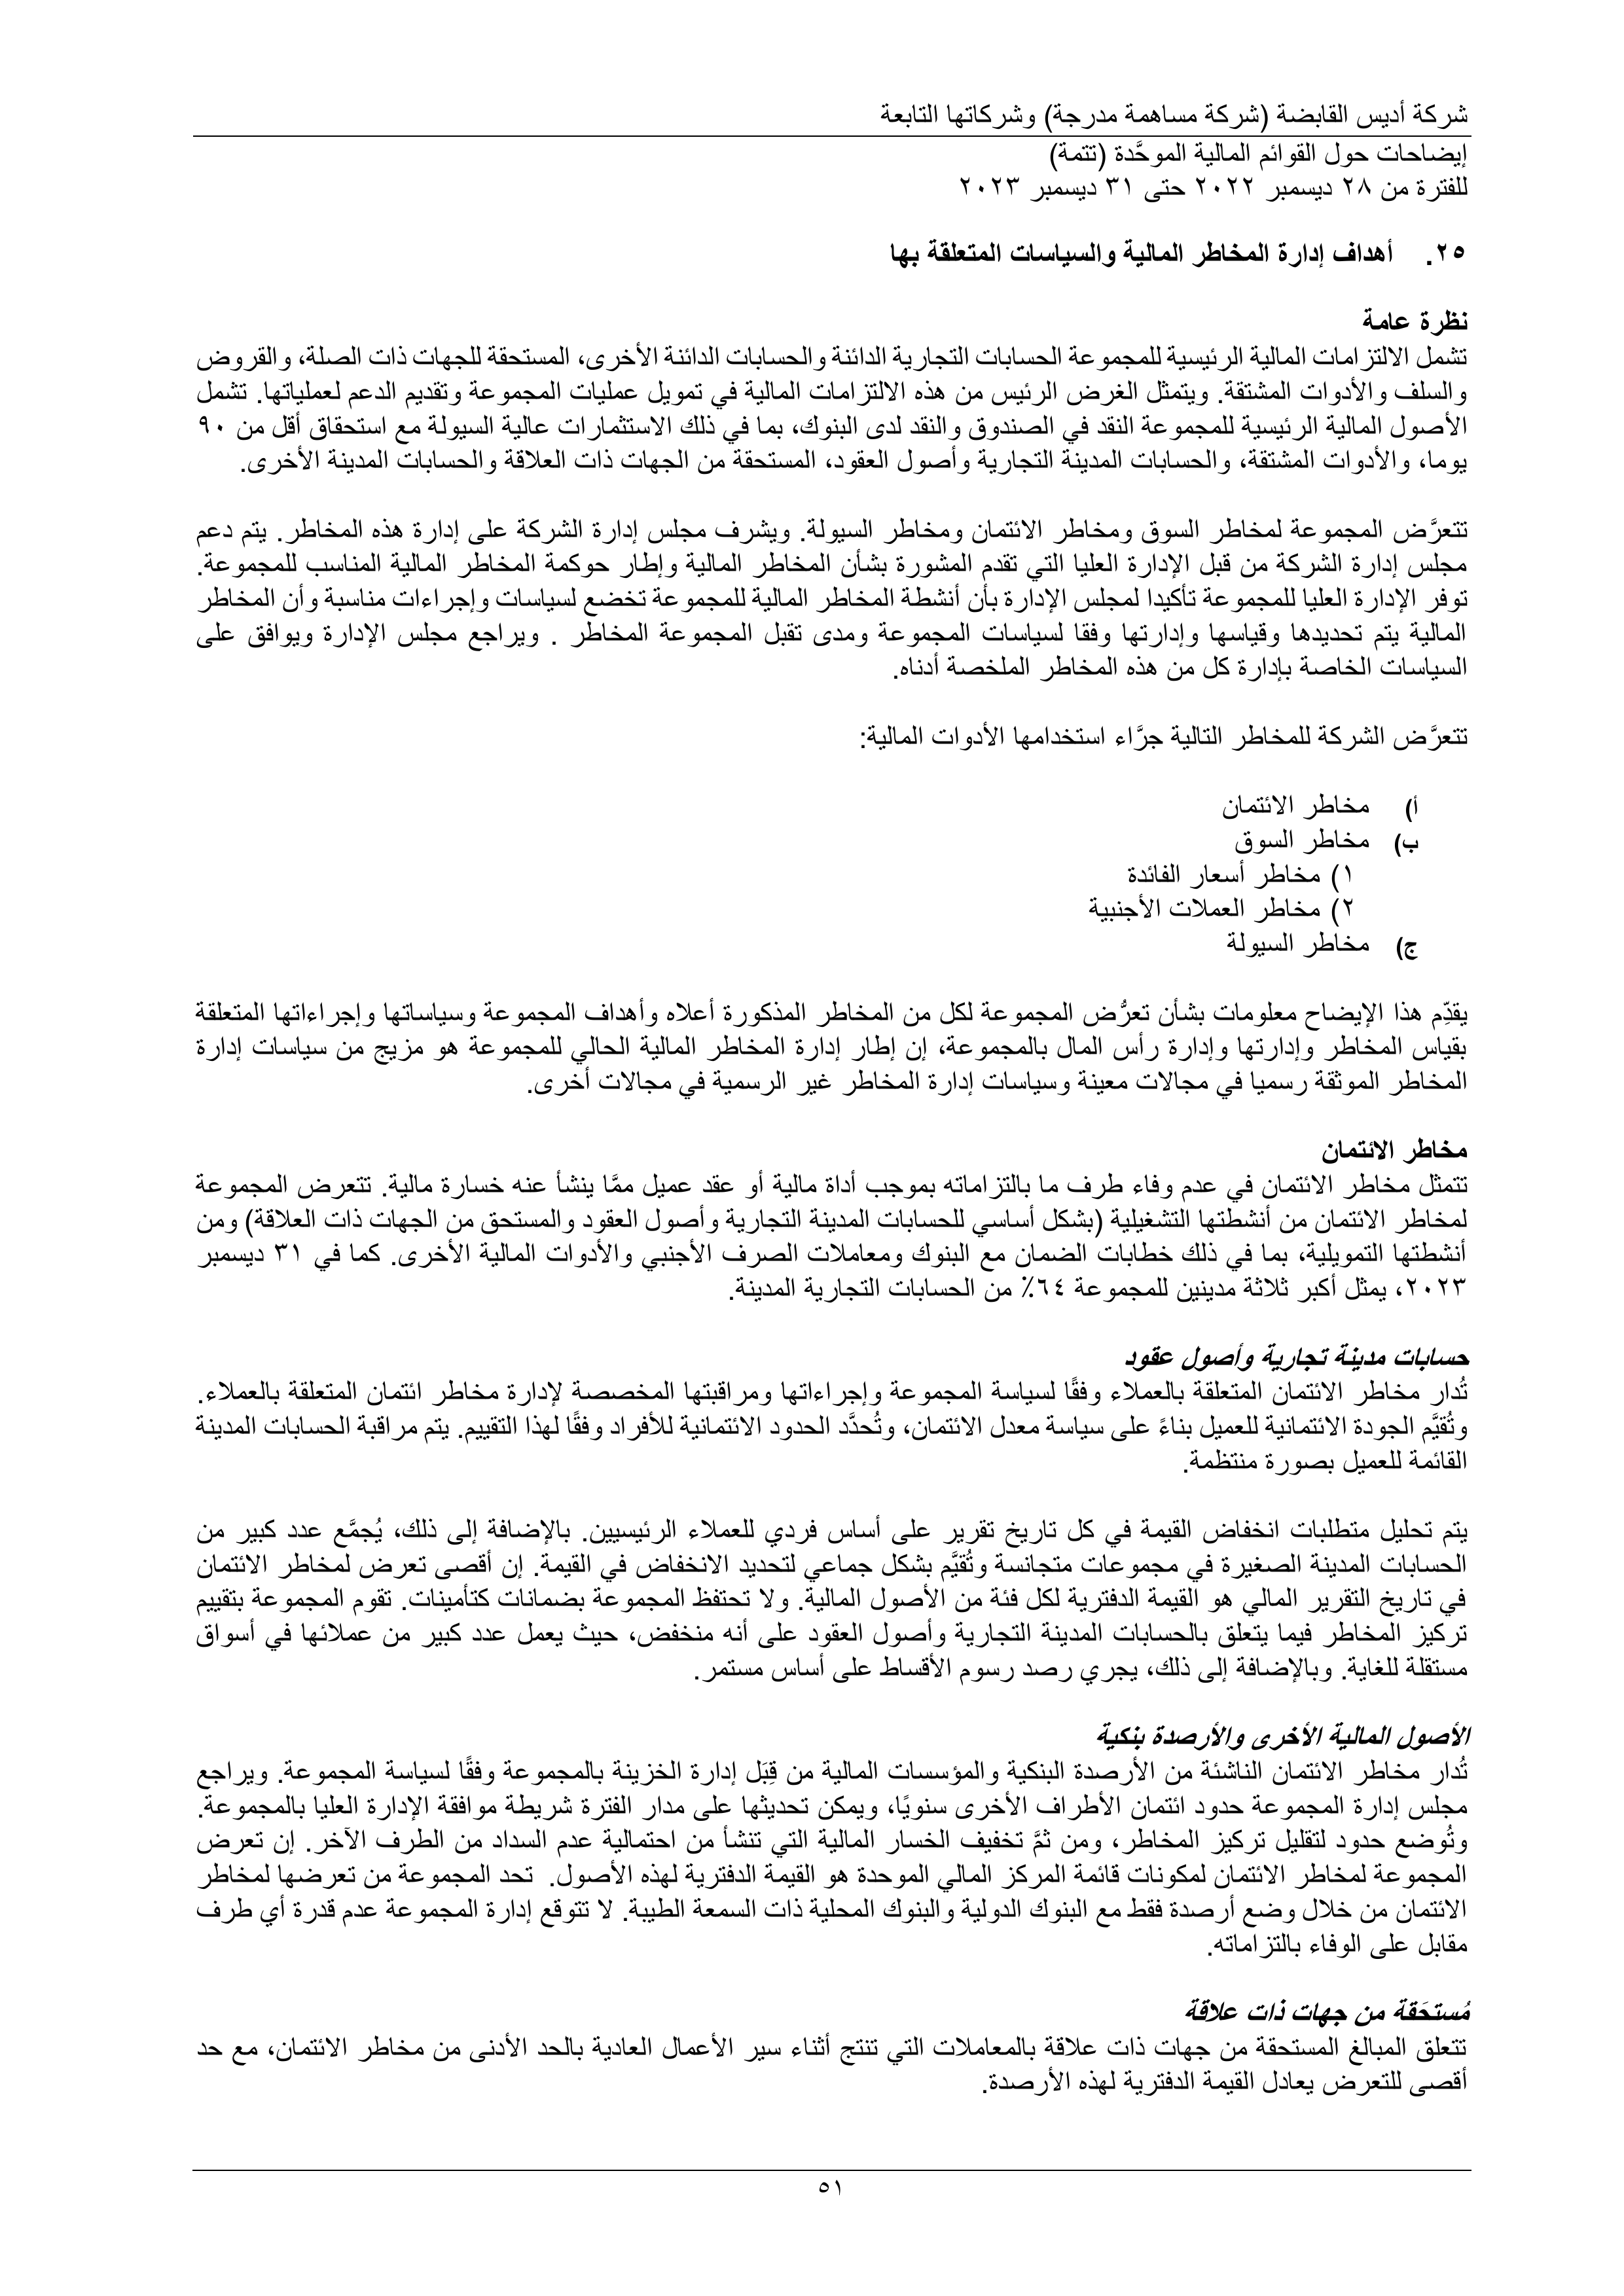 شركة أديس القابضة (شركة مساهمة مدرجة) وشركاتها التابعة
إيضاحات حول القوائم المالية الموحَّدة (تتمة)
للفترة من ٢٨ ديسمبر ٢٠٢٢ حتى ٣١ ديسمبر ٢٠٢٣
٢٥. أهداف إدارة المخاطر المالية والسياسات المتعلقة بها
نظرة عامة
تشمل الالتزامات المالية الرئيسية للمجموعة الحسابات التجارية الدائنة والحسابات الدائنة الأخرى، المستحقة للجهات ذات الصلة، والقروض
والسلف والأدوات المشتقة. ويتمثل الغرض الرئيس من هذه الالتزامات المالية في تمويل عمليات المجموعة وتقديم الدعم لعملياتها. تشمل
الأصول المالية الرئيسية للمجموعة النقد في الصندوق والنقد لدى البنوك، بما في ذلك الاستثمارات عالية السيولة مع استحقاق أقل من ٩٠
يوما، والأدوات المشتقة، والحسابات المدينة التجارية وأصول العقود، المستحقة من الجهات ذات العلاقة والحسابات المدينة الأخرى.
تتعرَّض المجموعة لمخاطر السوق ومخاطر الائتمان ومخاطر السيولة. ويشرف مجلس إدارة الشركة على إدارة هذه المخاطر. يتم دعم
مجلس إدارة الشركة من قبل الإدارة العليا التي تقدم المشورة بشأن المخاطر المالية وإطار حوكمة المخاطر المالية المناسب للمجموعة.
توفر الإدارة العليا للمجموعة تأكيدا لمجلس الإدارة بأن أنشطة المخاطر المالية للمجموعة تخضع لسياسات وإجراءات مناسبة وأن المخاطر
المالية يتم تحديدها وقياسها وإدارتها وفقا لسياسات المجموعة ومدى تقبل المجموعة المخاطر . ويراجع مجلس الإدارة ويوافق على
السياسات الخاصة بإدارة كل من هذه المخاطر الملخصة أدناه.
تتعرَّض الشركة للمخاطر التالية جرَّاء استخدامها الأدوات المالية:
أ) مخاطر الائتمان
ب) مخاطر السوق
١) مخاطر أسعار الفائدة
٢) مخاطر العملات الأجنبية
ج) مخاطر السيولة
يقدِّم هذا الإيضاح معلومات بشأن تعرُّض المجموعة لكل من المخاطر المذكورة أعلاه وأهداف المجموعة وسياساتها وإجراءاتها المتعلقة
بقياس المخاطر وإدارتها وإدارة رأس المال بالمجموعة، إن إطار إدارة المخاطر المالية الحالي للمجموعة هو مزيج من سياسات إدارة
المخاطر الموثقة رسميا في مجالات معينة وسياسات إدارة المخاطر غير الرسمية في مجالات أخرى.
مخاطر الائتمان
تتمثل مخاطر الائتمان في عدم وفاء طرف ما بالتزاماته بموجب أداة مالية أو عقد عميل ممَّا ينشأ عنه خسارة مالية. تتعرض المجموعة
لمخاطر الائتمان من أنشطتها التشغيلية (بشكل أساسي للحسابات المدينة التجارية وأصول العقود والمستحق من الجهات ذات العلاقة) ومن
أنشطتها التمويلية، بما في ذلك خطابات الضمان مع البنوك ومعاملات الصرف الأجنبي والأدوات المالية الأخرى. كما في ٣١ ديسمبر
٢٠٢٣، يمثل أكبر ثلاثة مدينين للمجموعة ٦٤٪ من الحسابات التجارية المدينة.
حسابات مدينة تجارية وأصول عقود
تُدار مخاطر الائتمان المتعلقة بالعملاء وفقًا لسياسة المجموعة وإجراءاتها ومراقبتها المخصصة لإدارة مخاطر ائتمان المتعلقة بالعملاء.
وتُقيَّم الجودة الائتمانية للعميل بناءً على سياسة معدل الائتمان، وتُحدَّد الحدود الائتمانية للأفراد وفقًا لهذا التقييم. يتم مراقبة الحسابات المدينة
القائمة للعميل بصورة منتظمة.
يتم تحليل متطلبات انخفاض القيمة في كل تاريخ تقرير على أساس فردي للعملاء الرئيسيين. بالإضافة إلى ذلك، يُجمَّع عدد كبير من
الحسابات المدينة الصغيرة في مجموعات متجانسة وتُقيَّم بشكل جماعي لتحديد الانخفاض في القيمة. إن أقصى تعرض لمخاطر الائتمان
في تاريخ التقرير المالي هو القيمة الدفترية لكل فئة من الأصول المالية. ولا تحتفظ المجموعة بضمانات كتأمينات. تقوم المجموعة بتقييم
تركيز المخاطر فيما يتعلق بالحسابات المدينة التجارية وأصول العقود على أنه منخفض، حيث يعمل عدد كبير من عملائها في أسواق
مستقلة للغاية. وبالإضافة إلى ذلك، يجري رصد رسوم الأقساط على أساس مستمر.
الأصول المالية الأخرى والأرصدة بنكية
تُدار مخاطر الائتمان الناشئة من الأرصدة البنكية والمؤسسات المالية من قِبَل إدارة الخزينة بالمجموعة وفقًا لسياسة المجموعة. ويراجع
مجلس إدارة المجموعة حدود ائتمان الأطراف الأخرى سنويًا، ويمكن تحديثها على مدار الفترة شريطة موافقة الإدارة العليا بالمجموعة.
وتُوضع حدود لتقليل تركيز المخاطر، ومن ثمَّ تخفيف الخسار المالية التي تنشأ من احتمالية عدم السداد من الطرف الآخر. إن تعرض
المجموعة لمخاطر الائتمان لمكونات قائمة المركز المالي الموحدة هو القيمة الدفترية لهذه الأصول. تحد المجموعة من تعرضها لمخاطر
الائتمان من خلال وضع أرصدة فقط مع البنوك الدولية والبنوك المحلية ذات السمعة الطيبة. لا تتوقع إدارة المجموعة عدم قدرة أي طرف
مقابل على الوفاء بالتزاماته.
مُستحَقة من جهات ذات علاقة
تتعلق المبالغ المستحقة من جهات ذات علاقة بالمعاملات التي تنتج أثناء سير الأعمال العادية بالحد الأدنى من مخاطر الائتمان، مع حد
أقصى للتعرض يعادل القيمة الدفترية لهذه الأرصدة.
٥١